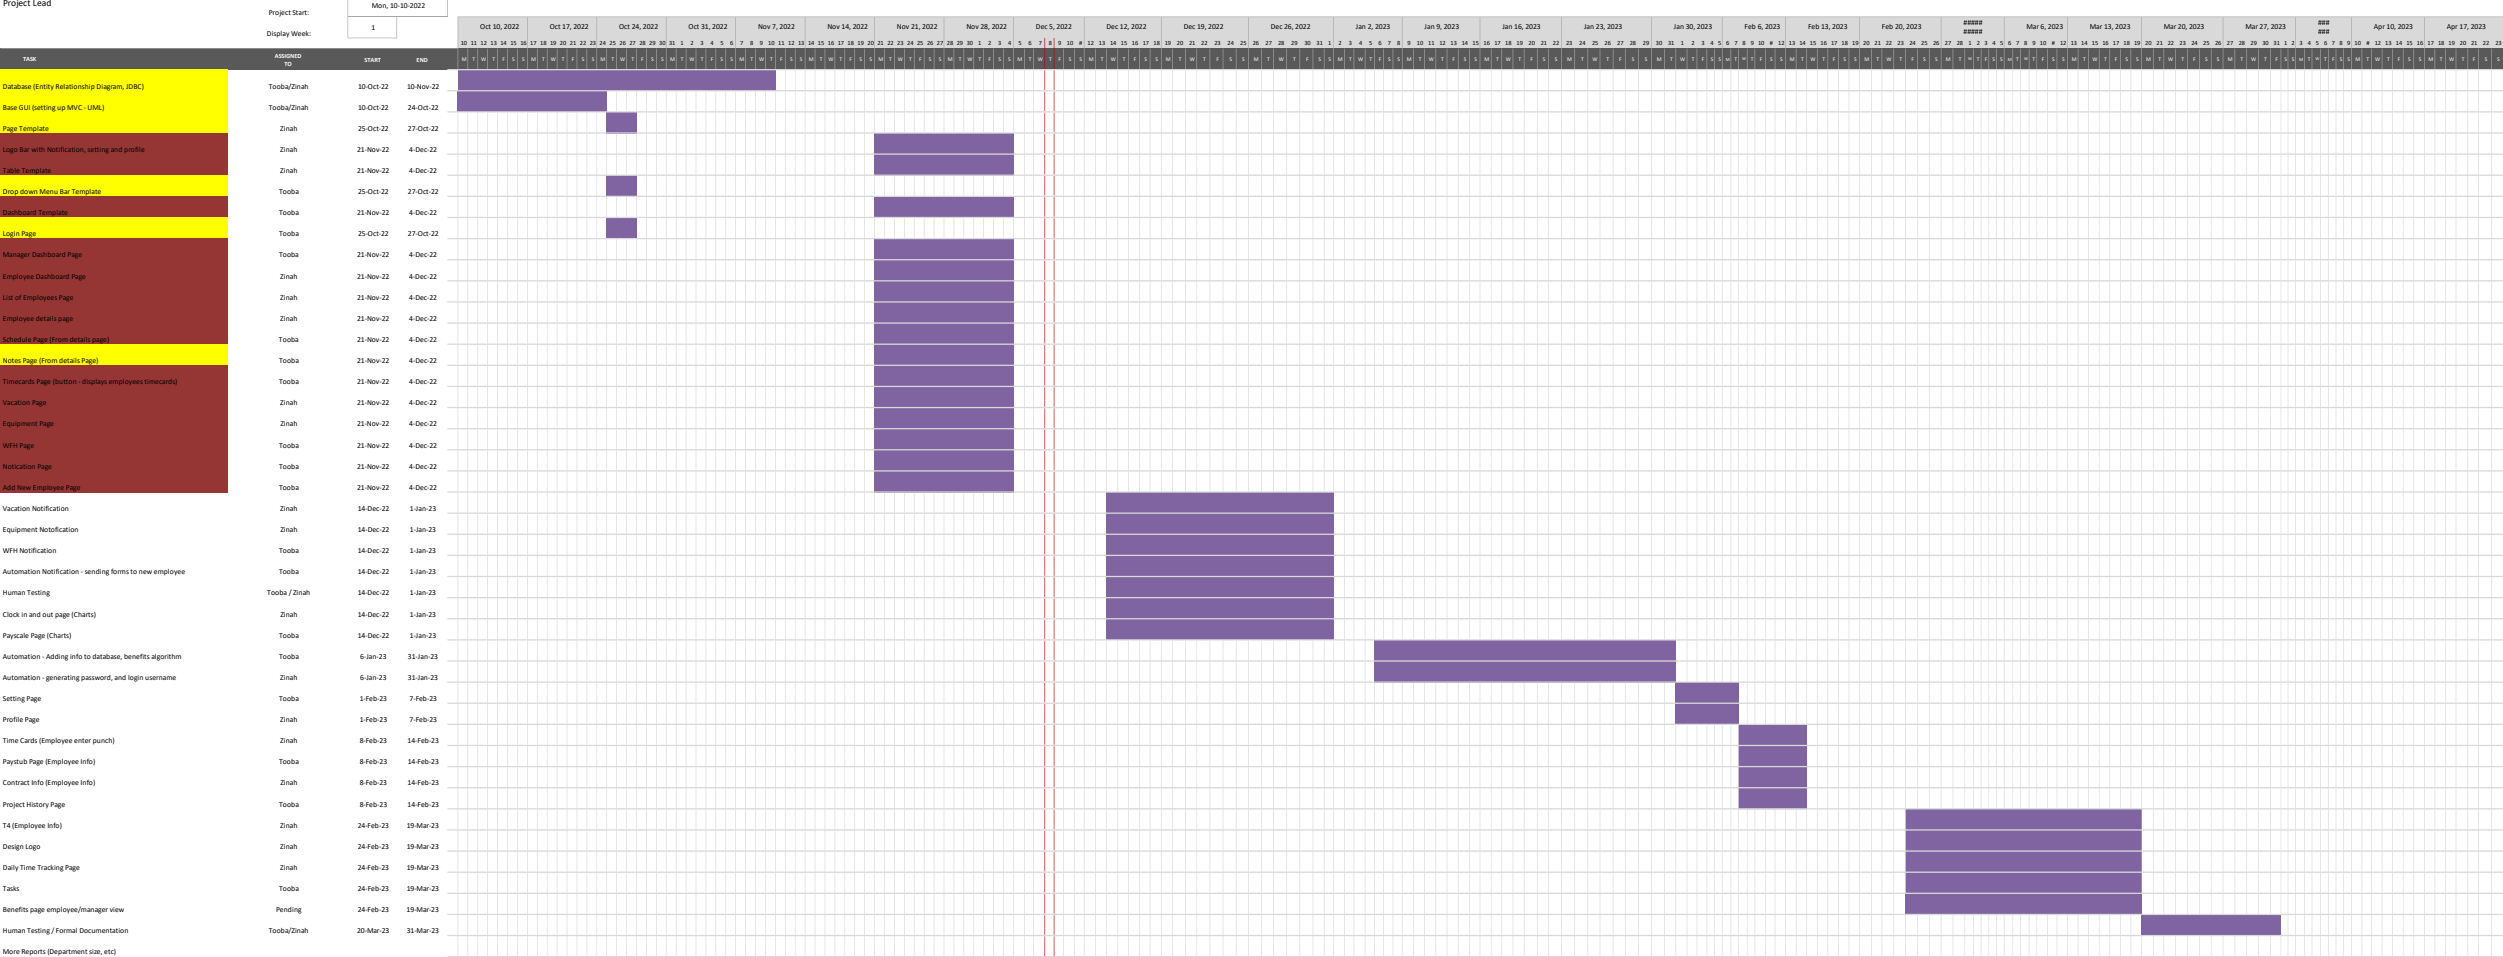 Project Lead
Project Start: Mon, 10-10-2022
Display Week: 1
Oct 10, 2022 Oct 17, 2022 Oct 24, 2022 Oct 31, 2022 Nov 7, 2022 Nov 14, 2022 Nov 21, 2022 Nov 28, 2022 Dec 5, 2022 Dec 12, 2022 Dec 19, 2022 Dec 26, 2022 Jan 2, 2023 Jan 9, 2023 Jan 16, 2023 Jan 23, 2023 Jan 30, 2023 Feb 6, 2023 Feb 13, 2023 Feb 20, 2023 ##### ##### Mar 6, 2023 Mar 13, 2023 Mar 20, 2023 Mar 27, 2023 ### ### Apr 10, 2023 Apr 17, 2023
TASK ASSIGNED TO START END
Database (Entity Relationship Diagram, JDBC) Tooba/Zinah 10-Oct-22 10-Nov-22
Base GUI (setting up MVC - UML) Tooba/Zinah 10-Oct-22 24-Oct-22
Page Template Zinah 25-Oct-22 27-Oct-22
Logo Bar with Notification, setting and profile Zinah 21-Nov-22 4-Dec-22
Table Template Zinah 21-Nov-22 4-Dec-22
Drop down Menu Bar Template Tooba 25-Oct-22 27-Oct-22
Dashboard Template Tooba 21-Nov-22 4-Dec-22
Login Page Tooba 25-Oct-22 27-Oct-22
Manager Dashboard Page Tooba 21-Nov-22 4-Dec-22
Employee Dashboard Page Zinah 21-Nov-22 4-Dec-22
List of Employees Page Zinah 21-Nov-22 4-Dec-22
Employee details page Zinah 21-Nov-22 4-Dec-22
Schedule Page (From details page) Tooba 21-Nov-22 4-Dec-22
Notes Page (From details Page) Tooba 21-Nov-22 4-Dec-22
Timecards Page (button - displays employees timecards) Tooba 21-Nov-22 4-Dec-22
Vacation Page Zinah 21-Nov-22 4-Dec-22
Equipment Page Zinah 21-Nov-22 4-Dec-22
WFH Page Tooba 21-Nov-22 4-Dec-22
Notication Page Tooba 21-Nov-22 4-Dec-22
Add New Employee Page Tooba 21-Nov-22 4-Dec-22
Vacation Notification Zinah 14-Dec-22 1-Jan-23
Equipment Notofication Zinah 14-Dec-22 1-Jan-23
WFH Notification Tooba 14-Dec-22 1-Jan-23
Automation Notification - sending forms to new employee Tooba 14-Dec-22 1-Jan-23
Human Testing Tooba / Zinah 14-Dec-22 1-Jan-23
Clock in and out page (Charts) Zinah 14-Dec-22 1-Jan-23
Payscale Page (Charts) Tooba 14-Dec-22 1-Jan-23
Automation - Adding info to database, benefits algorithm Tooba 6-Jan-23 31-Jan-23
Automation - generating password, and login username Zinah 6-Jan-23 31-Jan-23
Setting Page Tooba 1-Feb-23 7-Feb-23
Profile Page Zinah 1-Feb-23 7-Feb-23
Time Cards (Employee enter punch) Zinah 8-Feb-23 14-Feb-23
Paystub Page (Employee Info) Tooba 8-Feb-23 14-Feb-23
Contract Info (Employee Info) Zinah 8-Feb-23 14-Feb-23
Project History Page Tooba 8-Feb-23 14-Feb-23
T4 (Employee Info) Zinah 24-Feb-23 19-Mar-23
Design Logo Zinah 24-Feb-23 19-Mar-23
Daily Time Tracking Page Zinah 24-Feb-23 19-Mar-23
Tasks Tooba 24-Feb-23 19-Mar-23
Benefits page employee/manager view Pending 24-Feb-23 19-Mar-23
Human Testing / Formal Documentation Tooba/Zinah 20-Mar-23 31-Mar-23
More Reports (Department size, etc)